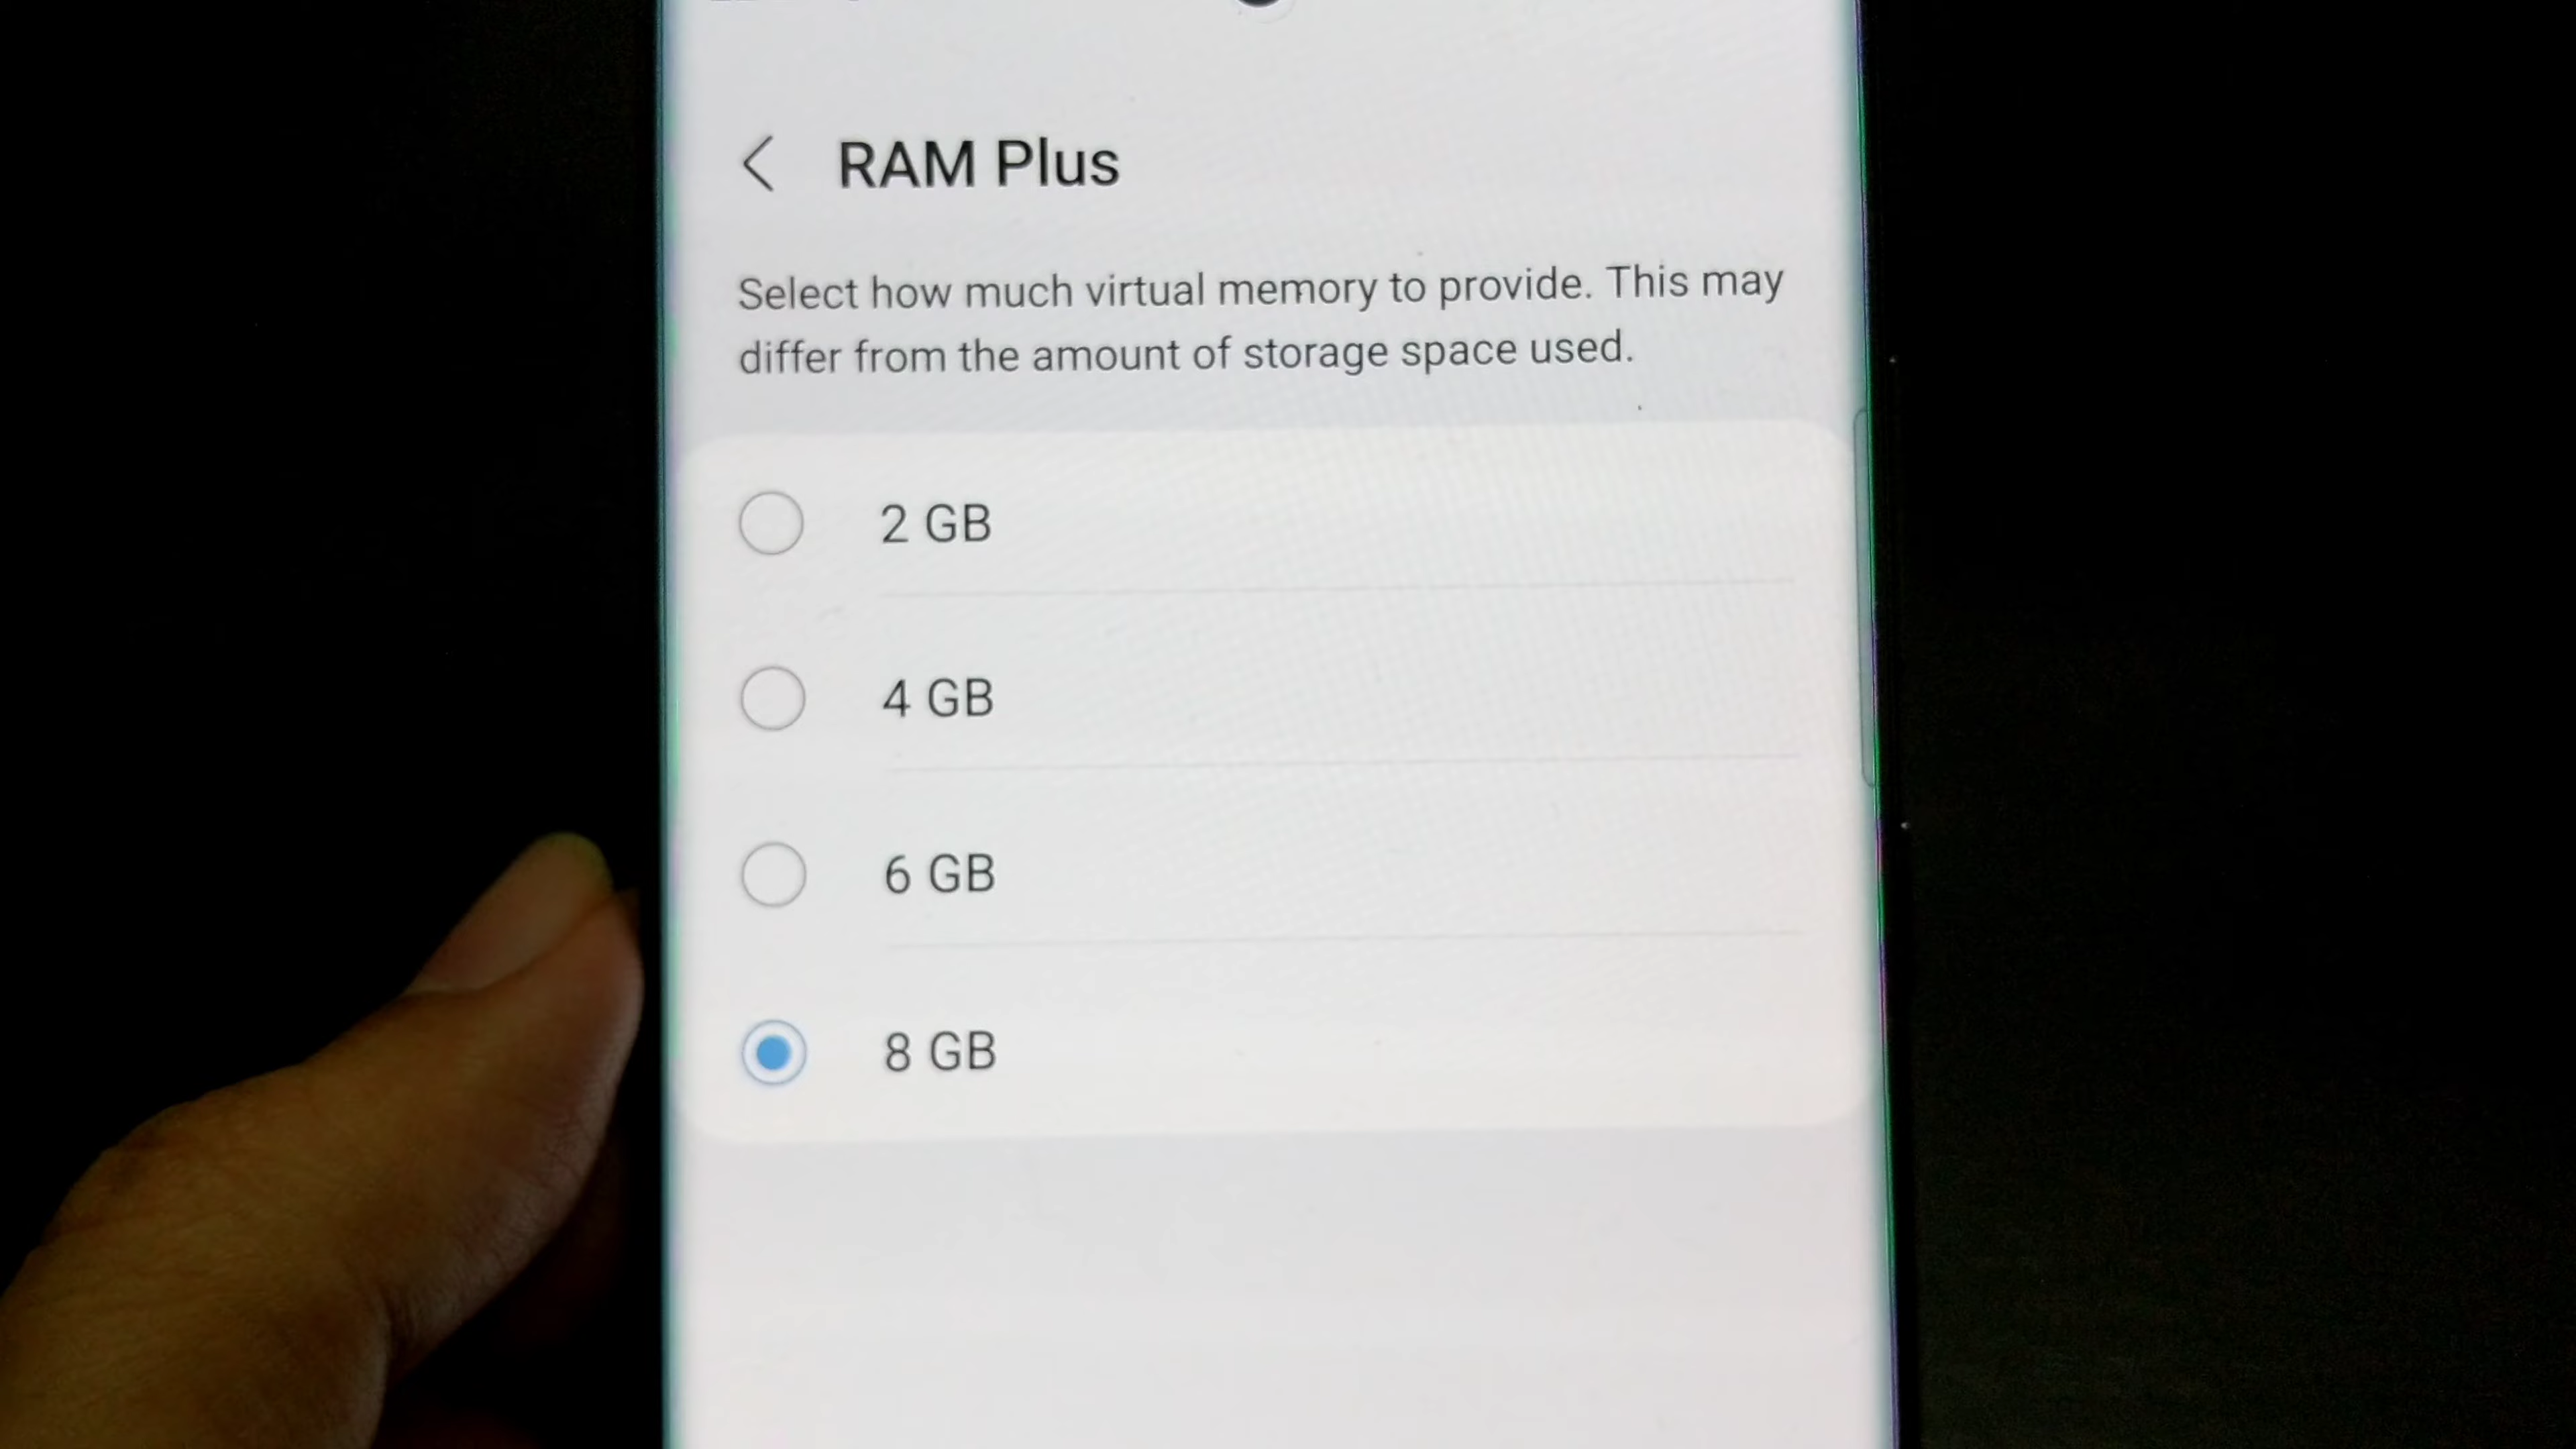 RAM Plus
Select how much virtual memory to provide. This may
differ from the amount of storage space used.
2 GB
4 GB
6 GB
8 GB